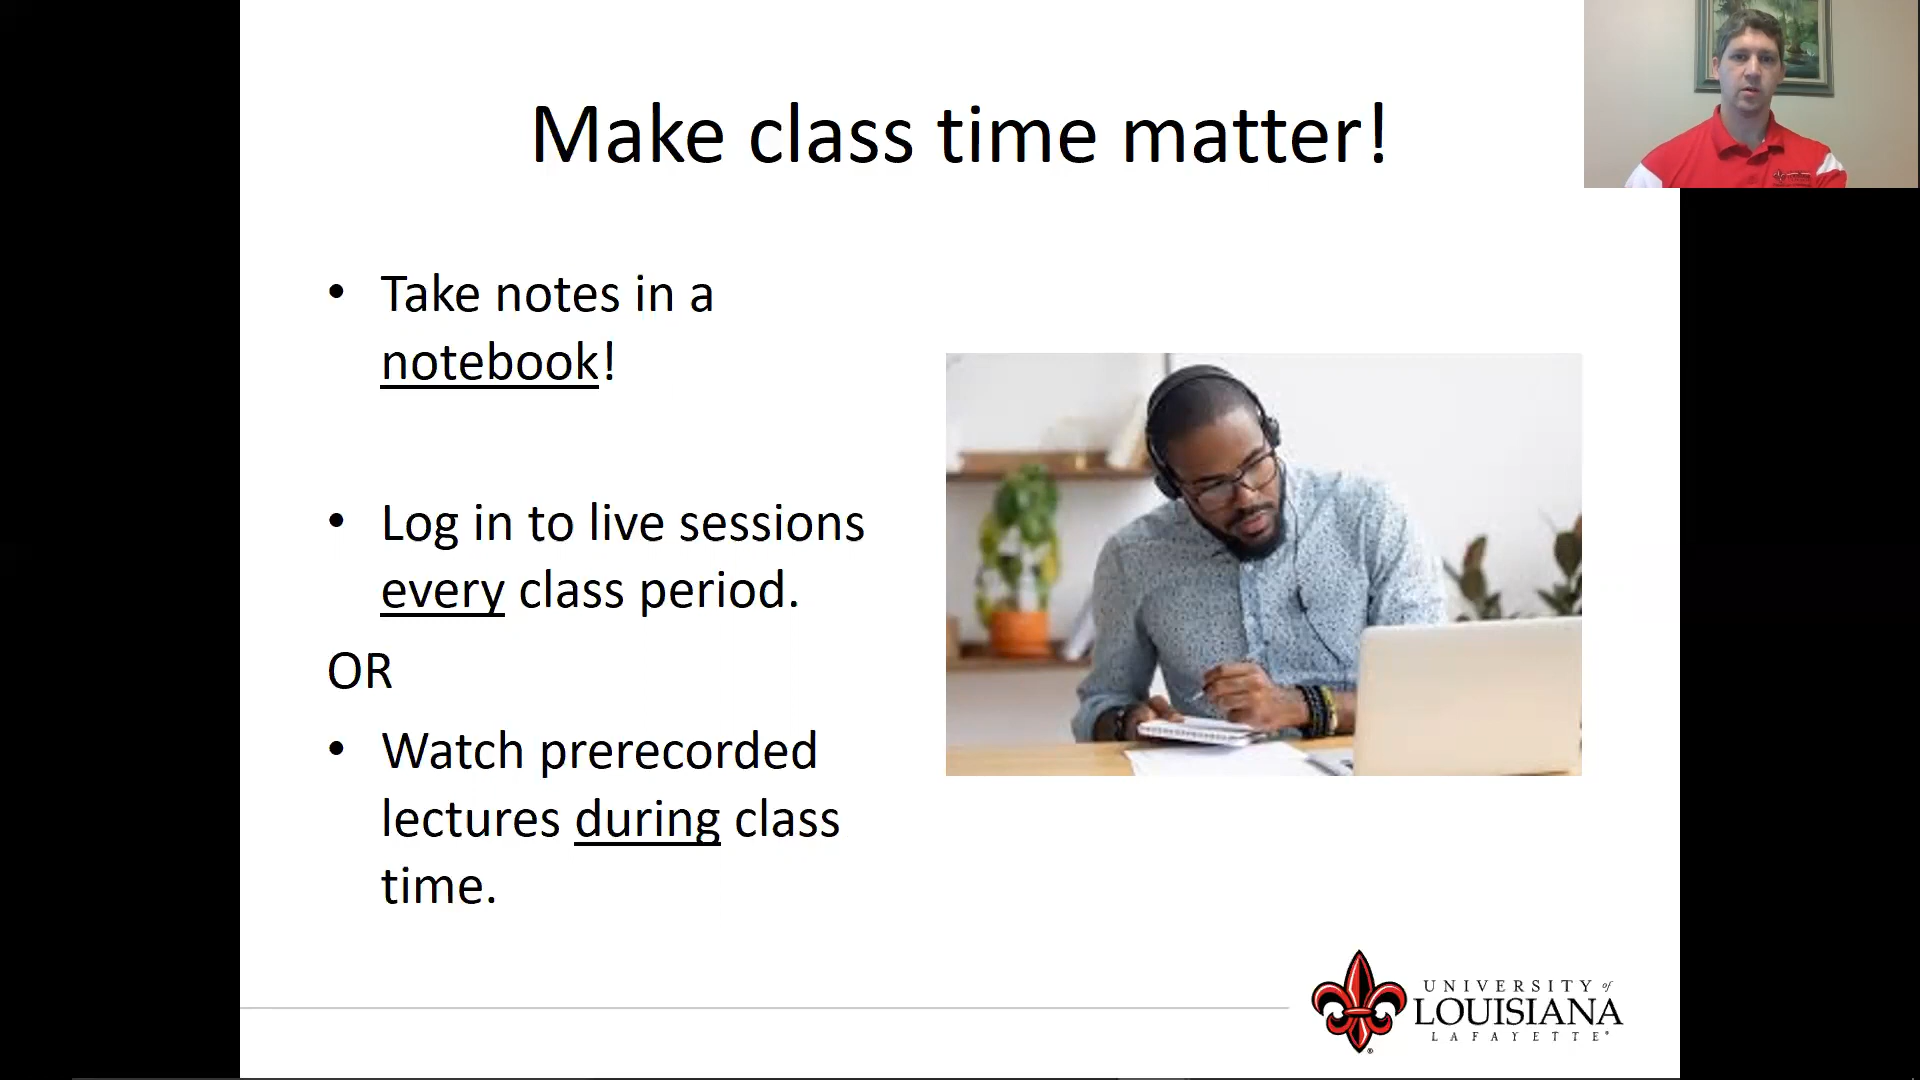 Make class time matter!
• Take notes in a
notebook!
• Log in to live sessions
every class period.
OR
• Watch prerecorded
lectures during class
time.
UNIVERSITY of
LOUISIANA
LAFAYETTE®